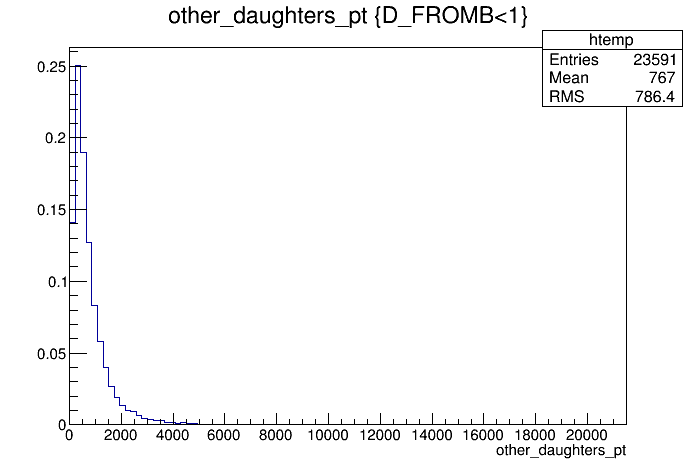 other_daughters_pt {D_FROMB<1}
htemp
Entries 23591
Mean 767
RMS 786.4
0.25
0.2
0.15
0.1
0.05
0
0 2000 4000 6000 8000 10000 12000 14000 16000 18000 20000
other_daughters_pt